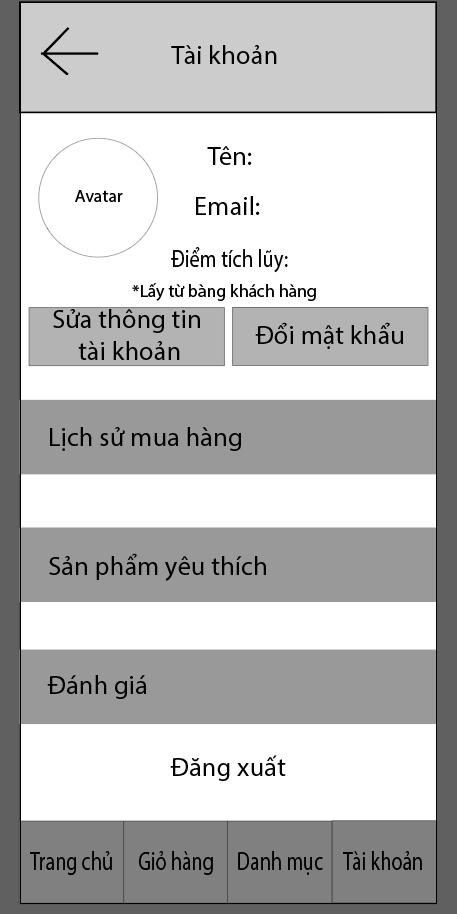 Tài khoản
Avatar
Tên:
Email:
Điểm tích lũy:
*Lấy từ bàng khách hàng
Sửa thông tin
tài khoản
Đổi mật khẩu
Lịch sử mua hàng
Sản phẩm yêu thích
Đánh giá
Đăng xuất
Trang chủ
Giỏ hàng
Danh mục
Tài khoản